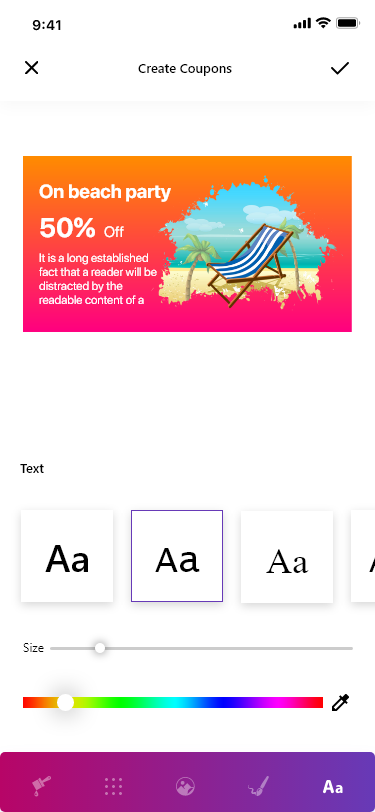 9:41
Create Coupons
On beach party
50% Off
It is a long established
fact that a reader will be
distracted by the
readable content of a
Text
Aa Aa Aa
Size
Aa